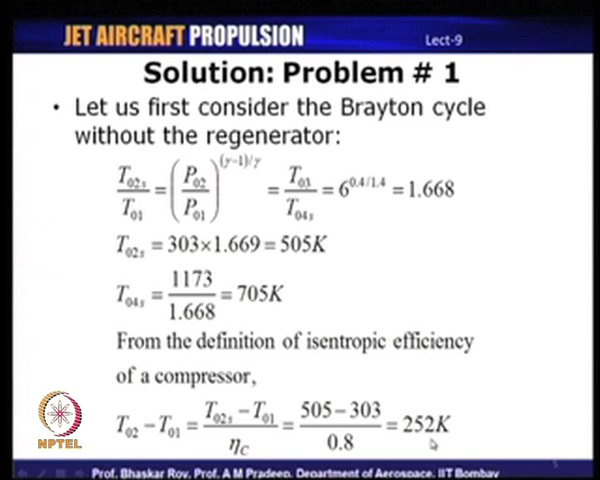 JET AIRCRAFT PROPULSION
Lect-9
Solution: Problem # 1
• Let us first consider the Brayton cycle
without the regenerator:
T02s/T01 = (P02/P01)^(γ−1)/γ = T03/T04s = 6^0.4/1.4 = 1.668
T02s = 303×1.669 = 505K
T04s = 1173/1.668 = 705K
From the definition of isentropic efficiency
of a compressor,
T02 − T01 = (T02s − T01)/ηC = (505 − 303)/0.8 = 252K
NPTEL
Prof. Bhaskar Roy, Prof. A M Pradeep, Department of Aerospace, IIT Bombay
5